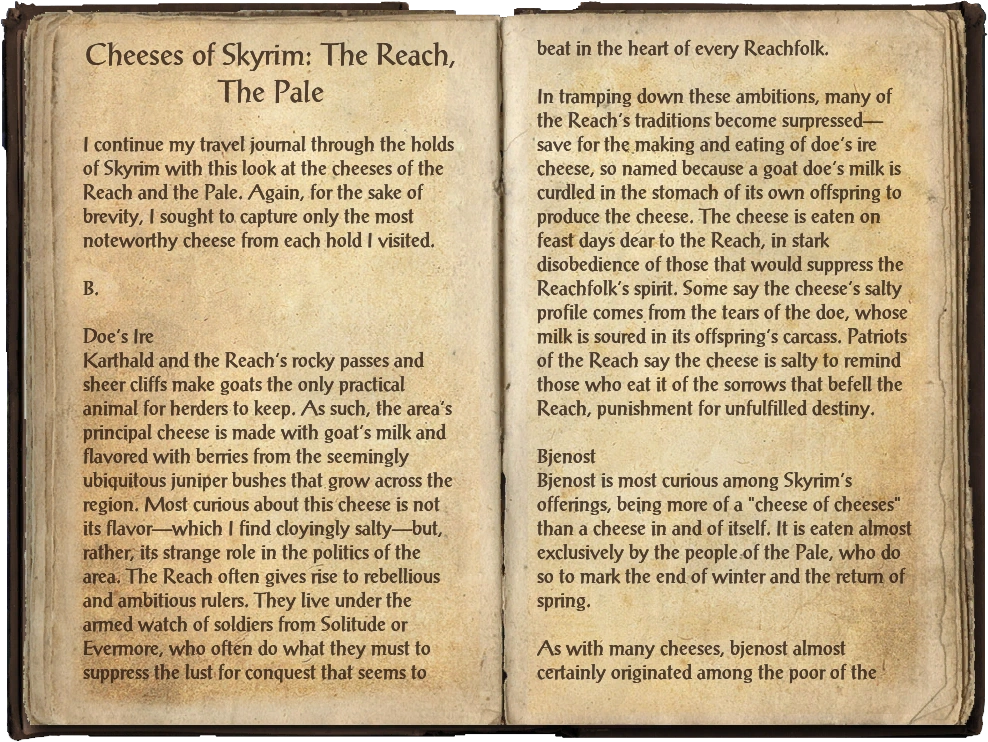 Cheeses of Skyrim: The Reach,
The Pale
I continue my travel journal through the holds
of Skyrim with this look at the cheeses of the
Reach and the Pale. Again, for the sake of
brevity, I sought to capture only the most
noteworthy cheese from each hold I visited.
B.
Doe's Ire
Karthald and the Reach's rocky passes and
sheer cliffs make goats the only practical
animal for herders to keep. As such, the area's
principal cheese is made with goat's milk and
flavored with berries from the seemingly
ubiquitous juniper bushes that grow across the
region. Most curious about this cheese is not
its flavor—which I find cloyingly salty—but,
rather, its strange role in the politics of the
area. The Reach often gives rise to rebellious
and ambitious rulers. They live under the
armed watch of soldiers from Solitude or
Evermore, who often do what they must to
suppress the lust for conquest that seems to
beat in the heart of every Reachfolk.
In tramping down these ambitions, many of
the Reach's traditions become surpressed—
save for the making and eating of doe's ire
cheese, so named because a goat doe's milk is
curdled in the stomach of its own offspring to
produce the cheese. The cheese is eaten on
feast days dear to the Reach, in stark
disobedience of those that would suppress the
Reachfolk's spirit. Some say the cheese's salty
profile comes from the tears of the doe, whose
milk is soured in its offspring's carcass. Patriots
of the Reach say the cheese is salty to remind
those who eat it of the sorrows that befell the
Reach, punishment for unfulfilled destiny.
Bjenost
Bjenost is most curious among Skyrim's
offerings, being more of a "cheese of cheeses"
than a cheese in and of itself. It is eaten almost
exclusively by the people of the Pale, who do
so to mark the end of winter and the return of
spring.
As with many cheeses, bjenost almost
certainly originated among the poor of the